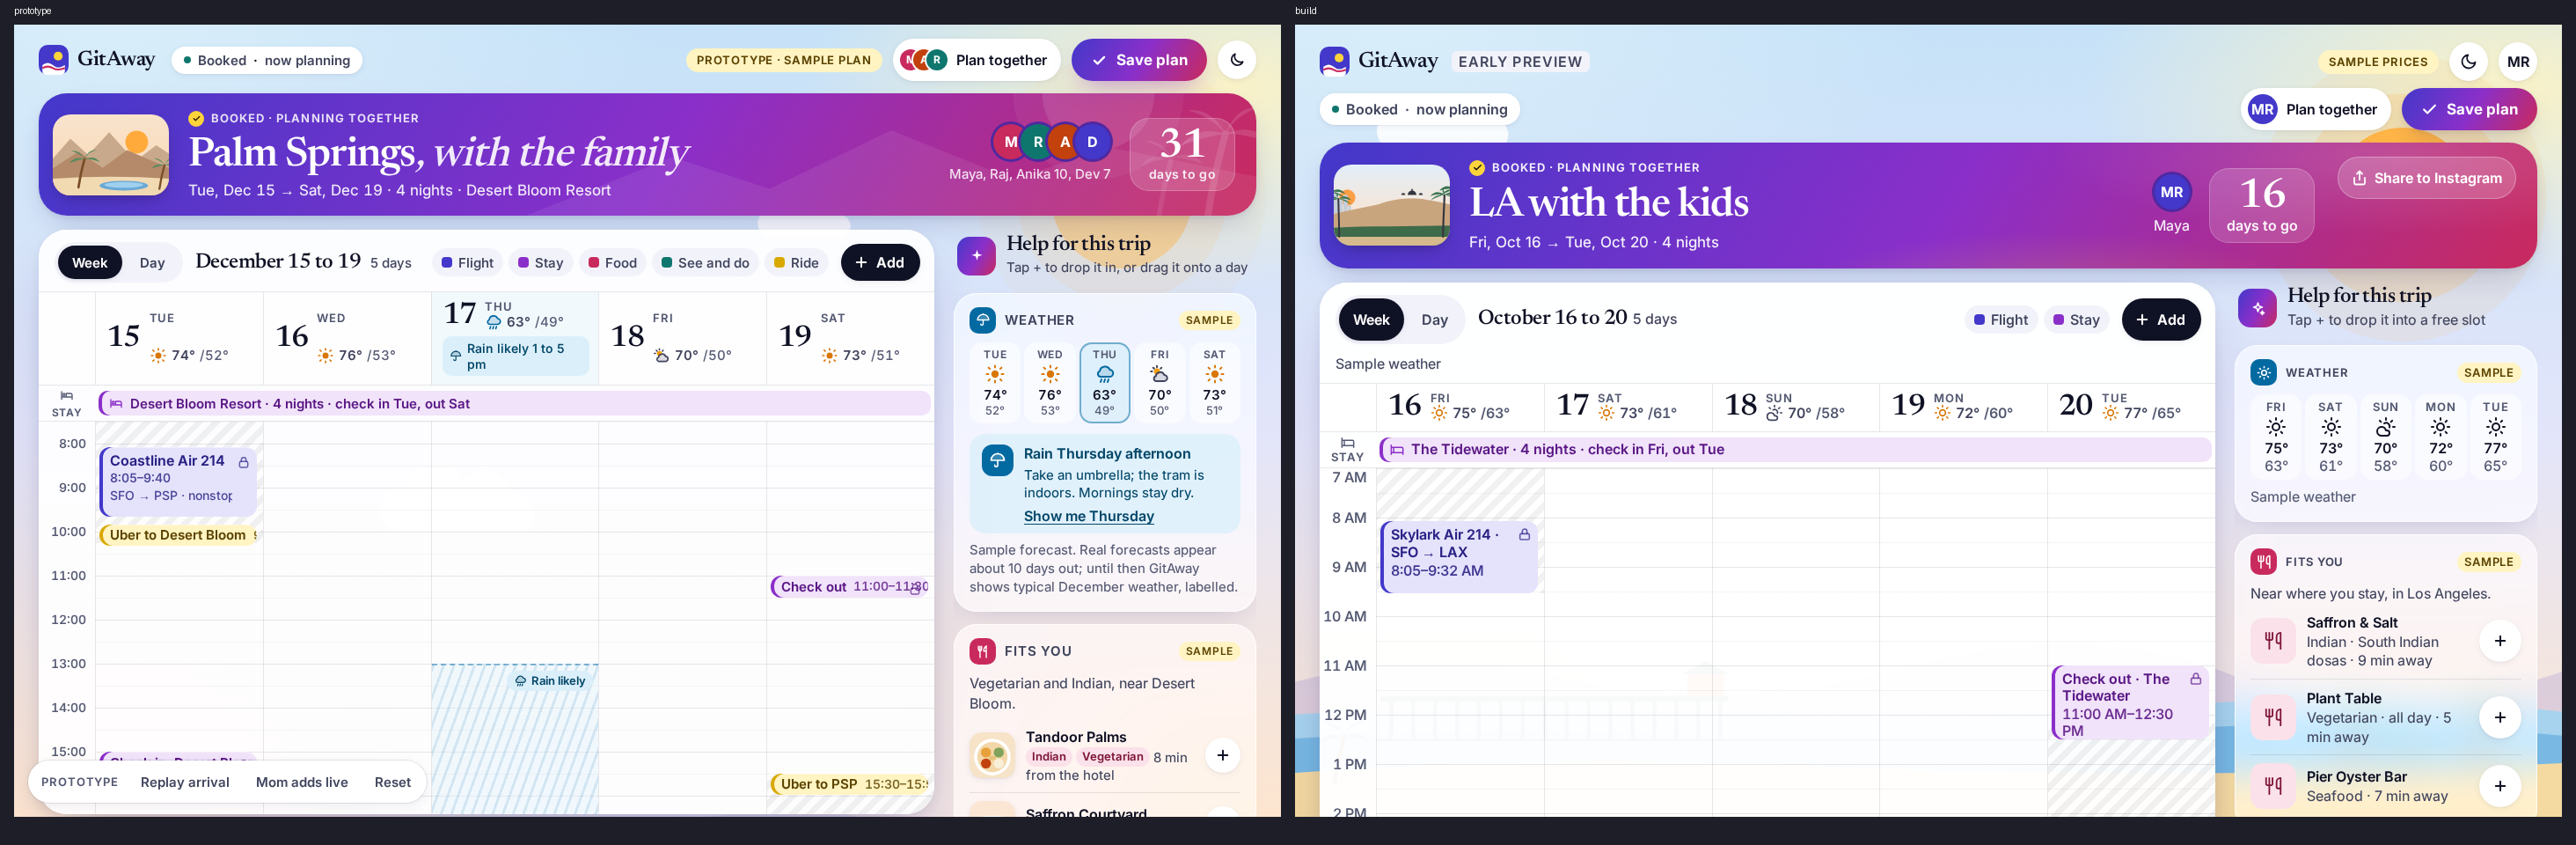 prototype
GitAway
Booked · now planning
PROTOTYPE · SAMPLE PLAN
M A R Plan together
Save plan
BOOKED · PLANNING TOGETHER
Palm Springs, with the family
Tue, Dec 15 → Sat, Dec 19 · 4 nights · Desert Bloom Resort
M R A D
Maya, Raj, Anika 10, Dev 7
31
days to go
Week
Day
December 15 to 19 5 days
Flight
Stay
Food
See and do
Ride
+ Add
15 TUE
74° /52°
16 WED
76° /53°
17 THU
63° /49°
Rain likely 1 to 5
pm
18 FRI
70° /50°
19 SAT
73° /51°
STAY
Desert Bloom Resort · 4 nights · check in Tue, out Sat
8:00
Coastline Air 214
8:05–9:40
SFO → PSP · nonstop
9:00
10:00
Uber to Desert Bloom
11:00
Check out 11:00–11:30
12:00
13:00
Rain likely
14:00
15:00
Uber to PSP 15:30–15:
PROTOTYPE
Replay arrival
Mom adds live
Reset
Help for this trip
Tap + to drop it in, or drag it onto a day
WEATHER
SAMPLE
TUE
74°
52°
WED
76°
53°
THU
63°
49°
FRI
70°
50°
SAT
73°
51°
Rain Thursday afternoon
Take an umbrella; the tram is
indoors. Mornings stay dry.
Show me Thursday
Sample forecast. Real forecasts appear
about 10 days out; until then GitAway
shows typical December weather, labelled.
FITS YOU
SAMPLE
Vegetarian and Indian, near Desert
Bloom.
Tandoor Palms
Indian Vegetarian 8 min
from the hotel
+
Saffron Courtyard
build
GitAway
EARLY PREVIEW
SAMPLE PRICES
MR
Booked · now planning
MR Plan together
Save plan
BOOKED · PLANNING TOGETHER
LA with the kids
Fri, Oct 16 → Tue, Oct 20 · 4 nights
MR
Maya
16
days to go
Share to Instagram
Week
Day
October 16 to 20 5 days
Flight
Stay
+ Add
Sample weather
16 FRI
75° /63°
17 SAT
73° /61°
18 SUN
70° /58°
19 MON
72° /60°
20 TUE
77° /65°
STAY
The Tidewater · 4 nights · check in Fri, out Tue
7 AM
8 AM
Skylark Air 214 ·
SFO → LAX
8:05–9:32 AM
9 AM
10 AM
11 AM
Check out · The
Tidewater
11:00 AM–12:30
PM
12 PM
1 PM
2 PM
Help for this trip
Tap + to drop it into a free slot
WEATHER
SAMPLE
FRI
75°
63°
SAT
73°
61°
SUN
70°
58°
MON
72°
60°
TUE
77°
65°
Sample weather
FITS YOU
SAMPLE
Near where you stay, in Los Angeles.
Saffron & Salt
Indian · South Indian
dosas · 9 min away
+
Plant Table
Vegetarian · all day · 5
min away
+
Pier Oyster Bar
Seafood · 7 min away
+